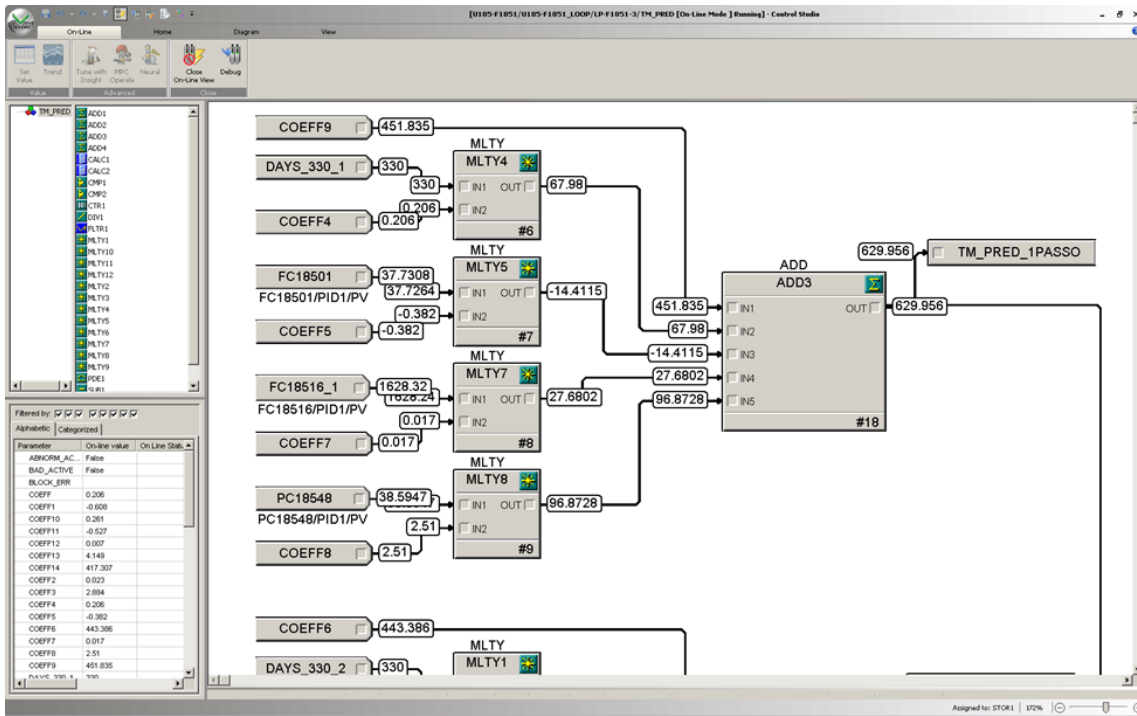 [U185-F1851/U185-F1851_LOOP/LP-F1851-3/TM_PRED [On-Line Mode ] Running] - Control Studio
On-Line Home Diagram View
Set Value
Trend
Tune with Insight
MPC Operate
Neural
Close On-Line View
Debug
Value Advanced Close
TM_PRED
ADD1
ADD2
ADD3
ADD4
CALC1
CALC2
CMP1
CMP2
CTR1
DIV1
FLTR1
MLTY1
MLTY10
MLTY11
MLTY12
MLTY2
MLTY3
MLTY4
MLTY5
MLTY6
MLTY7
MLTY8
MLTY9
PDE1
SUB1
Filtered by:
Alphabetic Categorized
Parameter On-line value On Line Statu
ABNORM_AC... False
BAD_ACTIVE False
BLOCK_ERR
COEFF 0.206
COEFF1 -0.608
COEFF10 0.261
COEFF11 -0.527
COEFF12 0.007
COEFF13 4.149
COEFF14 417.307
COEFF2 0.023
COEFF3 2.884
COEFF4 0.206
COEFF5 -0.382
COEFF6 443.386
COEFF7 0.017
COEFF8 2.51
COEFF9 451.835
DAYS_330_1 330
COEFF9 451.835
MLTY
DAYS_330_1 330
MLTY4
330 IN1 OUT 67.98
0.206 IN2
COEFF4 0.206
#6
MLTY
MLTY5
FC18501 37.7308
FC18501/PID1/PV
37.7264 IN1 OUT -14.4115
-0.382 IN2
COEFF5 -0.382
#7
MLTY
MLTY7
FC18516_1 1628.32
FC18516/PID1/PV
1628.24 IN1 OUT 27.6802
0.017 IN2
COEFF7 0.017
#8
MLTY
MLTY8
PC18548 38.5947
PC18548/PID1/PV
IN1 OUT 96.8728
2.51 IN2
COEFF8 2.51
#9
ADD
ADD3
451.835 IN1 OUT 629.956
67.98 IN2
-14.4115 IN3
27.6802 IN4
96.8728 IN5
#18
629.956 TM_PRED_1PASSO
COEFF6 443.386
MLTY
DAYS_330_2 330
MLTY1
Assigned to: STOR1 172%